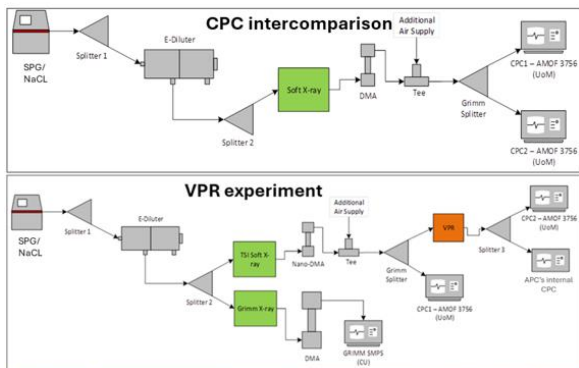 CPC intercomparison
Additional
Air Supply
E-Diluter
Splitter 1
SPG/
NaCL
Soft X-ray
DMA
Tee
Splitter 2
Grimm
Splitter
CPC1 – AMOF 3756
(UoM)
CPC2 – AMOF 3756
(UoM)
VPR experiment
Additional
Air Supply
E-Diluter
Splitter 1
SPG/
NaCL
TSI Soft X-
ray
Nano-DMA
Tee
VPR
Splitter 3
CPC2 – AMOF 3756
(UoM)
Splitter 2
Grimm
Splitter
CPC1 – AMOF 3756
(UoM)
APC's internal
CPC
Grimm X-ray
DMA
GRIMM SMPS
(CU)